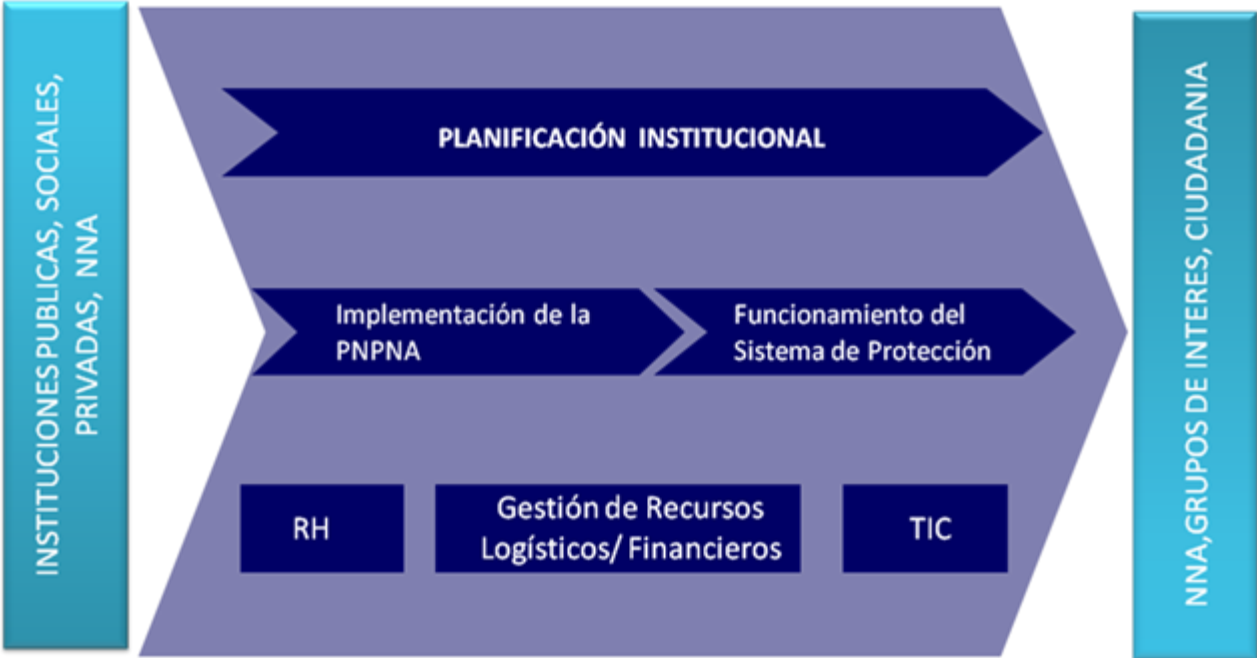 INSTITUCIONES PUBLICAS, SOCIALES,
PRIVADAS, NNA
PLANIFICACIÓN INSTITUCIONAL
Implementación de la
PNPNA
Funcionamiento del
Sistema de Protección
RH
Gestión de Recursos
Logísticos/ Financieros
TIC
NNA,GRUPOS DE INTERES, CIUDADANIA